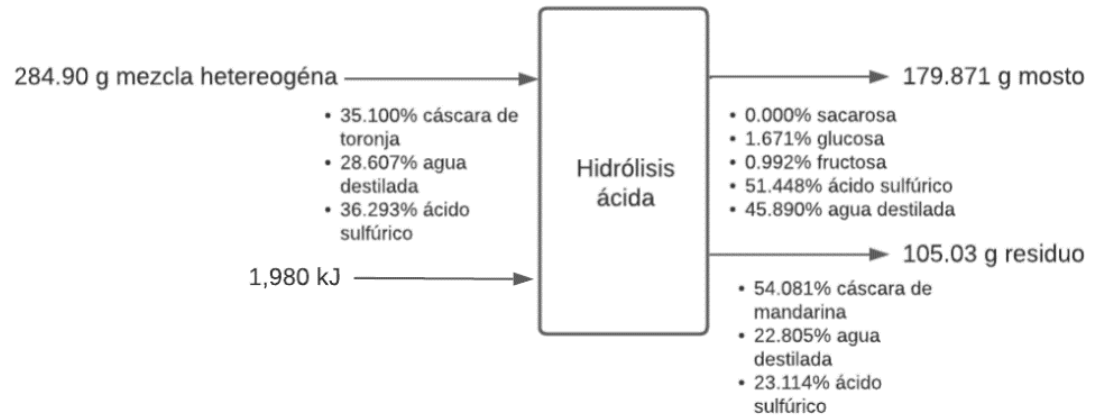 284.90 g mezcla hetereogéna
• 35.100% cáscara de
toronja
• 28.607% agua
destilada
• 36.293% ácido
sulfúrico
1,980 kJ
Hidrólisis
ácida
179.871 g mosto
• 0.000% sacarosa
• 1.671% glucosa
• 0.992% fructosa
• 51.448% ácido sulfúrico
• 45.890% agua destilada
105.03 g residuo
• 54.081% cáscara de
mandarina
• 22.805% agua
destilada
• 23.114% ácido
sulfúrico